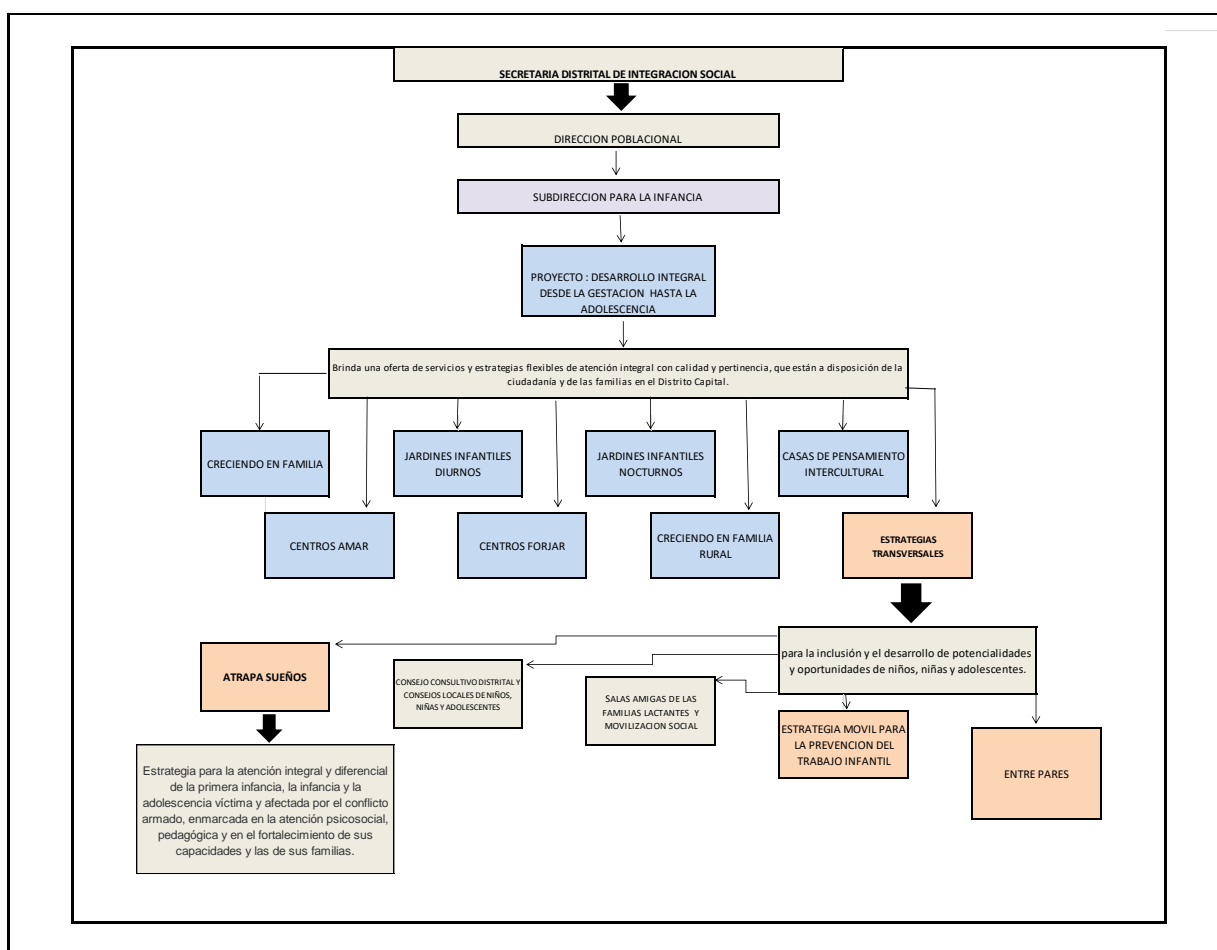 SECRETARIA DISTRITAL DE INTEGRACION SOCIAL
DIRECCION POBLACIONAL
SUBDIRECCION PARA LA INFANCIA
PROYECTO : DESARROLLO INTEGRAL
DESDE LA GESTACION HASTA LA
ADOLESCENCIA
Brinda una oferta de servicios y estrategias flexibles de atención integral con calidad y pertinencia, que están a disposición de la
ciudadanía y de las familias en el Distrito Capital.
CRECIENDO EN FAMILIA
JARDINES INFANTILES
DIURNOS
JARDINES INFANTILES
NOCTURNOS
CASAS DE PENSAMIENTO
INTERCULTURAL
CENTROS AMAR
CENTROS FORJAR
CRECIENDO EN FAMILIA
RURAL
ESTRATEGIAS
TRANSVERSALES
para la inclusión y el desarrollo de potencialidades
y oportunidades de niños, niñas y adolescentes.
ATRAPA SUEÑOS
CONSEJO CONSULTIVO DISTRITAL Y
CONSEJOS LOCALES DE NIÑOS,
NIÑAS Y ADOLESCENTES
SALAS AMIGAS DE LAS
FAMILIAS LACTANTES Y
MOVILIZACION SOCIAL
ESTRATEGIA MOVIL PARA
LA PREVENCION DEL
TRABAJO INFANTIL
ENTRE PARES
Estrategia para la atención integral y diferencial
de la primera infancia, la infancia y la
adolescencia víctima y afectada por el conflicto
armado, enmarcada en la atención psicosocial,
pedagógica y en el fortalecimiento de sus
capacidades y las de sus familias.